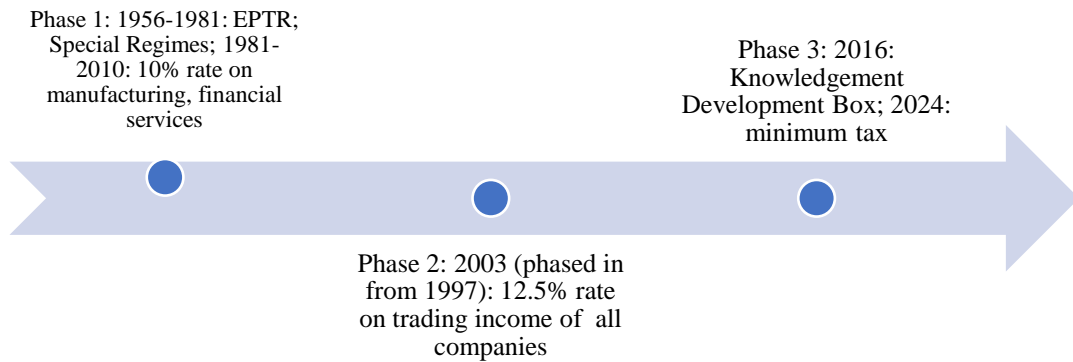 Phase 1: 1956-1981: EPTR;
Special Regimes; 1981-
2010: 10% rate on
manufacturing, financial
services
Phase 2: 2003 (phased in
from 1997): 12.5% rate
on trading income of  all
companies
Phase 3: 2016:
Knowledgement
Development Box; 2024:
minimum tax